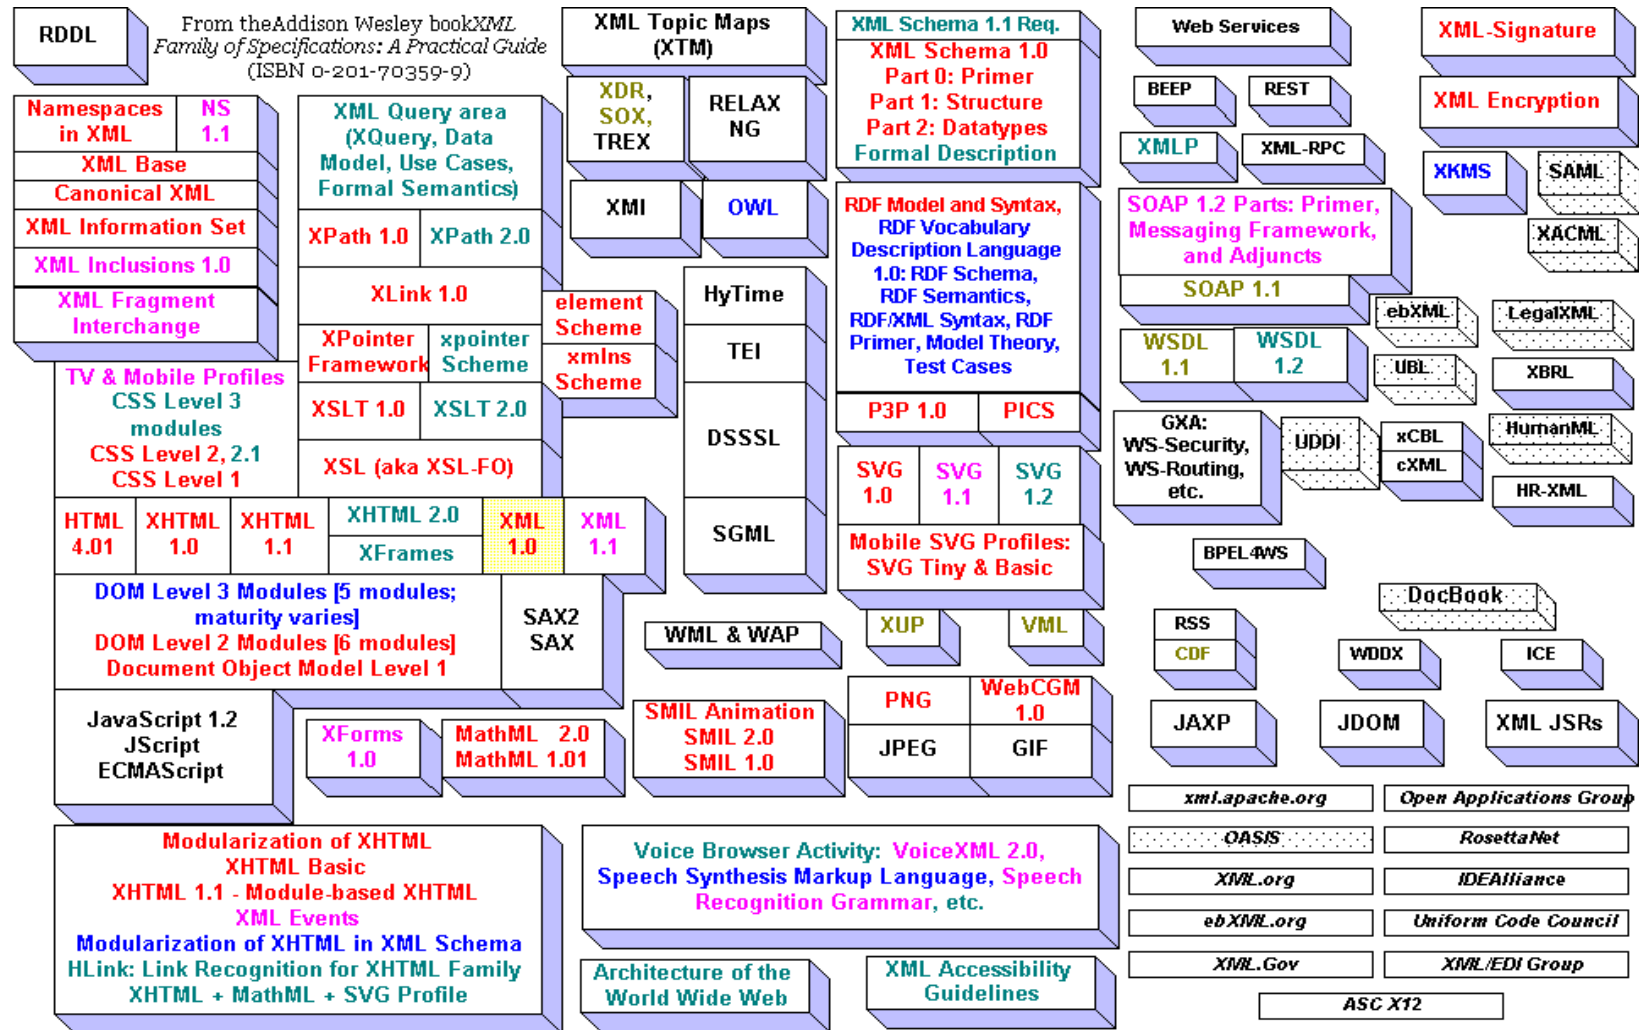 RDDL
From theAddison Wesley bookXML
Family of Specifications: A Practical Guide
(ISBN 0-201-70359-9)
Namespaces
in XML
NS
1.1
XML Base
Canonical XML
XML Information Set
XML Inclusions 1.0
XML Fragment
Interchange
XML Query area
(XQuery, Data
Model, Use Cases,
Formal Semantics)
XPath 1.0
XPath 2.0
XLink 1.0
XPointer
Framework
xpointer
Scheme
element
Scheme
xmlns
Scheme
XSLT 1.0
XSLT 2.0
XSL (aka XSL-FO)
TV & Mobile Profiles
CSS Level 3
modules
CSS Level 2, 2.1
CSS Level 1
HTML
4.01
XHTML
1.0
XHTML
1.1
XHTML 2.0
XFrames
XML
1.0
XML
1.1
DOM Level 3 Modules [5 modules;
maturity varies]
DOM Level 2 Modules [6 modules]
Document Object Model Level 1
SAX2
SAX
JavaScript 1.2
JScript
ECMAScript
XForms
1.0
MathML 2.0
MathML 1.01
Modularization of XHTML
XHTML Basic
XHTML 1.1 - Module-based XHTML
XML Events
Modularization of XHTML in XML Schema
HLink: Link Recognition for XHTML Family
XHTML + MathML + SVG Profile
XML Topic Maps
(XTM)
XDR,
SOX,
TREX
RELAX
NG
XMI
OWL
HyTime
TEI
DSSSL
SGML
WML & WAP
SMIL Animation
SMIL 2.0
SMIL 1.0
XML Schema 1.1 Req.
XML Schema 1.0
Part 0: Primer
Part 1: Structure
Part 2: Datatypes
Formal Description
RDF Model and Syntax,
RDF Vocabulary
Description Language
1.0: RDF Schema,
RDF Semantics,
RDF/XML Syntax, RDF
Primer, Model Theory,
Test Cases
P3P 1.0
PICS
SVG
1.0
SVG
1.1
SVG
1.2
Mobile SVG Profiles:
SVG Tiny & Basic
XUP
VML
PNG
WebCGM
1.0
JPEG
GIF
Voice Browser Activity: VoiceXML 2.0,
Speech Synthesis Markup Language, Speech
Recognition Grammar, etc.
Architecture of the
World Wide Web
XML Accessibility
Guidelines
Web Services
BEEP
REST
XMLP
XML-RPC
SOAP 1.2 Parts: Primer,
Messaging Framework,
and Adjuncts
SOAP 1.1
WSDL
1.1
WSDL
1.2
GXA:
WS-Security,
WS-Routing,
etc.
UDDI
BPEL4WS
XML-Signature
XML Encryption
XKMS
SAML
XACML
ebXML
LegalXML
UBL
XBRL
xCBL
cXML
HumanML
HR-XML
DocBook
RSS
CDF
WDDX
ICE
JAXP
JDOM
XML JSRs
xml.apache.org
Open Applications Group
OASIS
RosettaNet
XML.org
IDEAlliance
ebXML.org
Uniform Code Council
XML.Gov
XML/EDI Group
ASC X12